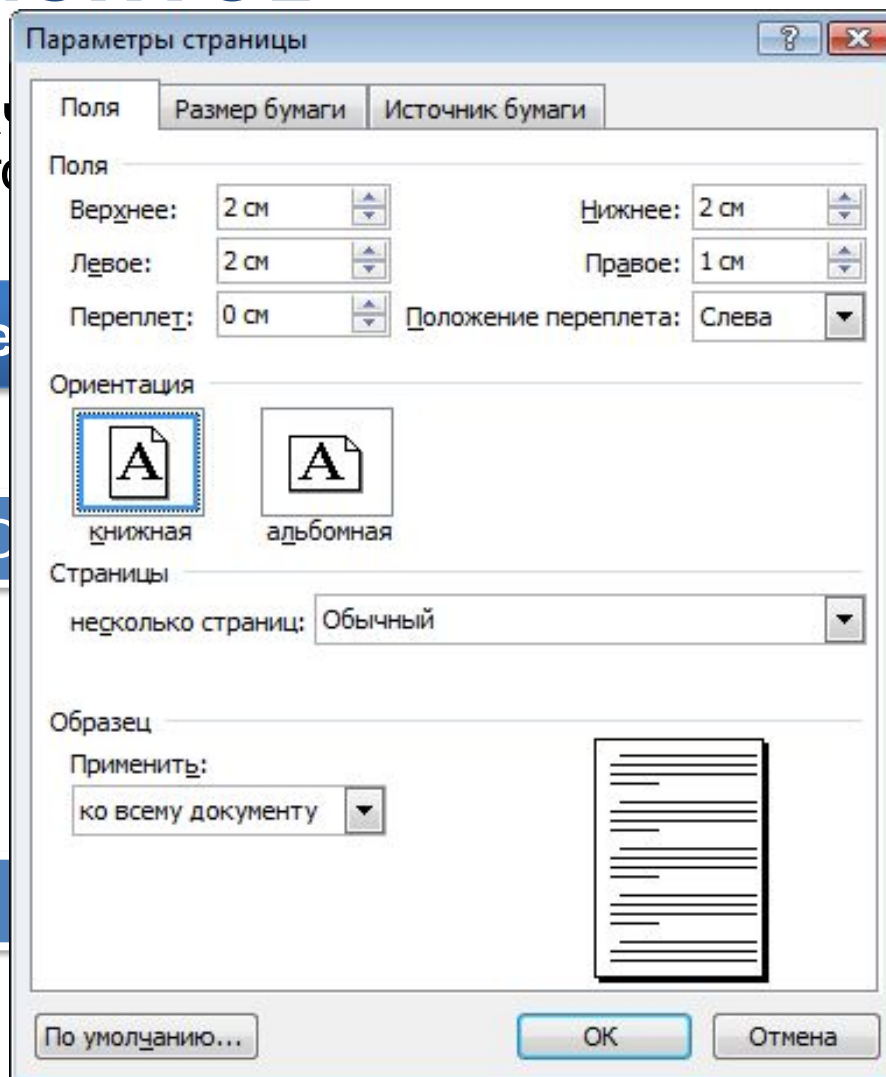 Параметры страницы
Поля Размер бумаги Источник бумаги
Поля
Верхнее: 2 см Нижнее: 2 см
Левое: 2 см Правое: 1 см
Переплет: 0 см Положение переплета: Слева
Ориентация
A A
книжная альбомная
Страницы
несколько страниц: Обычный
Образец
Применить:
ко всему документу
По умолчанию... ОК Отмена